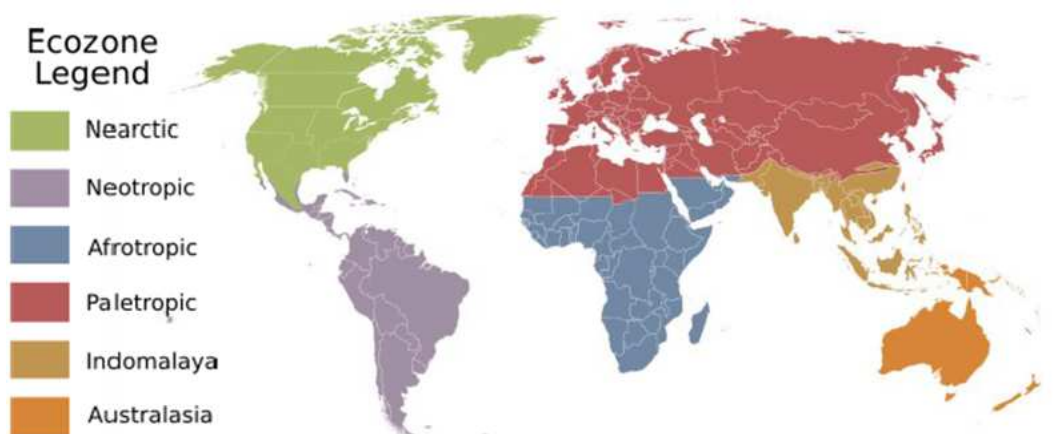 Ecozone
Legend
Nearctic
Neotropic
Afrotropic
Paletropic
Indomalaya
Australasia